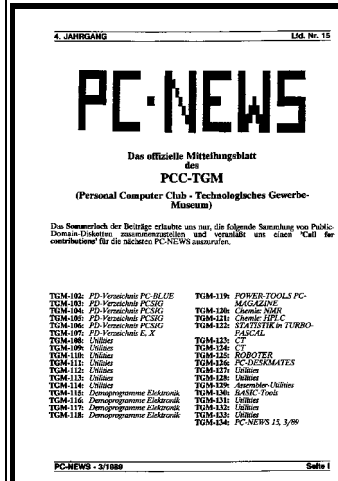 4. JAHRGANG Lfd. Nr. 15
PC-NEWS
Das offizielle Mitteilungsblatt
des
PCC-TGM
(Personal Computer Club - Technologisches Gewerbe-
Museum)
Das Sommerloch der Beiträge erlaubte uns nur, die folgende Sammlung von Public-
Domain-Disketten zusammenzustellen und veranlaßt uns einen 'Call for
contributions' für die nächsten PC-NEWS auszurufen.
TGM-102: PD-Verzeichnis PC-BLUE
TGM-103: PD-Verzeichnis PCSIG
TGM-104: PD-Verzeichnis PCSIG
TGM-105: PD-Verzeichnis PCSIG
TGM-106: PD-Verzeichnis PCSIG
TGM-107: PD-Verzeichnis E, X
TGM-108: Utilities
TGM-109: Utilities
TGM-110: Utilities
TGM-111: Utilities
TGM-112: Utilities
TGM-113: Utilities
TGM-114: Utilities
TGM-115: Demoprogramme Elektronik
TGM-116: Demoprogramme Elektronik
TGM-117: Demoprogramme Elektronik
TGM-118: Demoprogramme Elektronik
TGM-119: POWER-TOOLS PC-
MAGAZINE
TGM-120: Chemie: NMR
TGM-121: Chemie: HPLC
TGM-122: STATISTIK in TURBO-
PASCAL
TGM-123: CT
TGM-124: CT
TGM-125: ROBOTER
TGM-126: PC-DESKMATES
TGM-127: Utilities
TGM-128: Utilities
TGM-129: Assembler-Utilities
TGM-130: BASIC-Tools
TGM-131: Utilities
TGM-132: Utilities
TGM-133: Utilities
TGM-134: PC-NEWS 15, 3/89
PC-NEWS - 3/1989 Seite 1